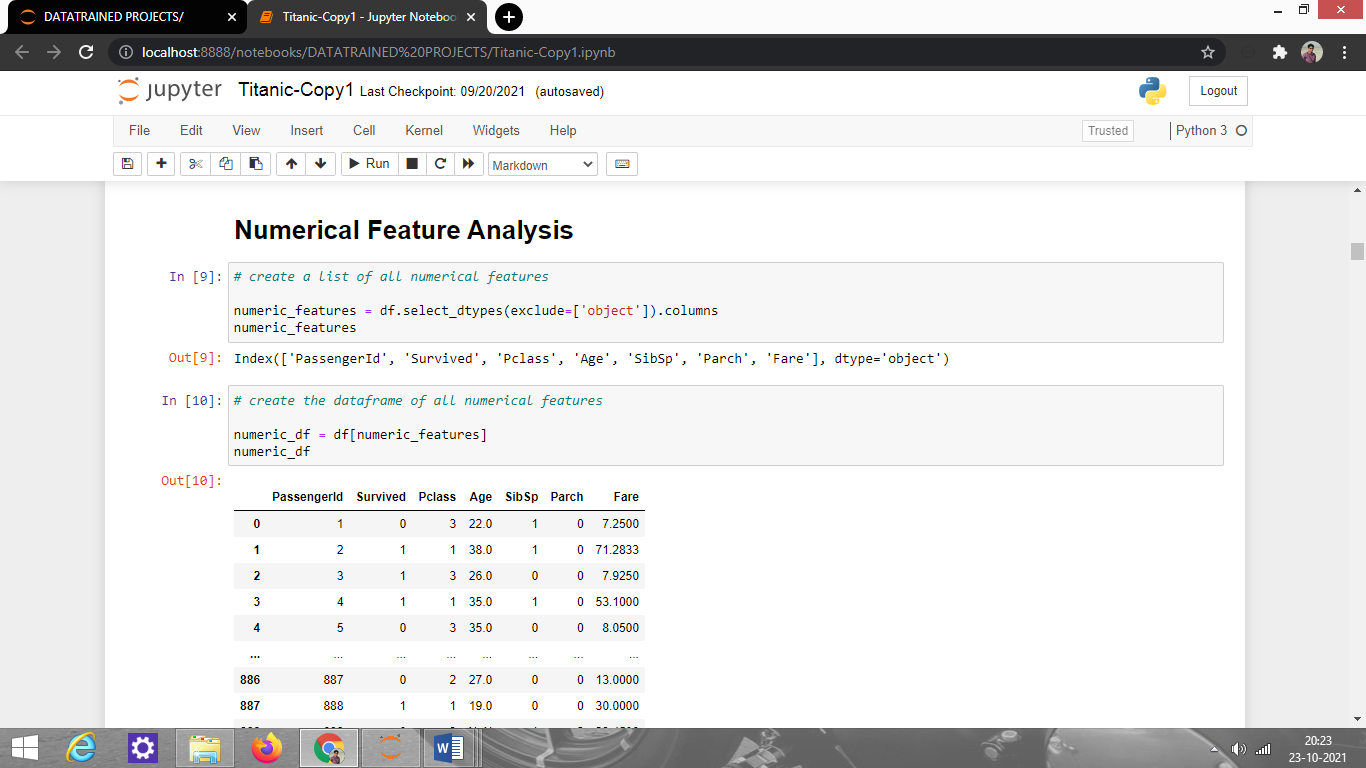 DATATRAINED PROJECTS/
Titanic-Copy1 - Jupyter Noteboo
localhost:8888/notebooks/DATATRAINED%20PROJECTS/Titanic-Copy1.ipynb
jupyter Titanic-Copy1 Last Checkpoint: 09/20/2021 (autosaved)
Logout
File Edit View Insert Cell Kernel Widgets Help
Trusted
Python 3
Run
Markdown
Numerical Feature Analysis
In [9]: # create a list of all numerical features
numeric_features = df.select_dtypes(exclude=['object']).columns
numeric_features
Out[9]: Index(['PassengerId', 'Survived', 'Pclass', 'Age', 'SibSp', 'Parch', 'Fare'], dtype='object')
In [10]: # create the dataframe of all numerical features
numeric_df = df[numeric_features]
numeric_df
Out[10]:
PassengerId Survived Pclass Age SibSp Parch Fare
0 1 0 3 22.0 1 0 7.2500
1 2 1 1 38.0 1 0 71.2833
2 3 1 3 26.0 0 0 7.9250
3 4 1 1 35.0 1 0 53.1000
4 5 0 3 35.0 0 0 8.0500
... ... ... ... ... ... ... ...
886 887 0 2 27.0 0 0 13.0000
887 888 1 1 19.0 0 0 30.0000
20:23
23-10-2021